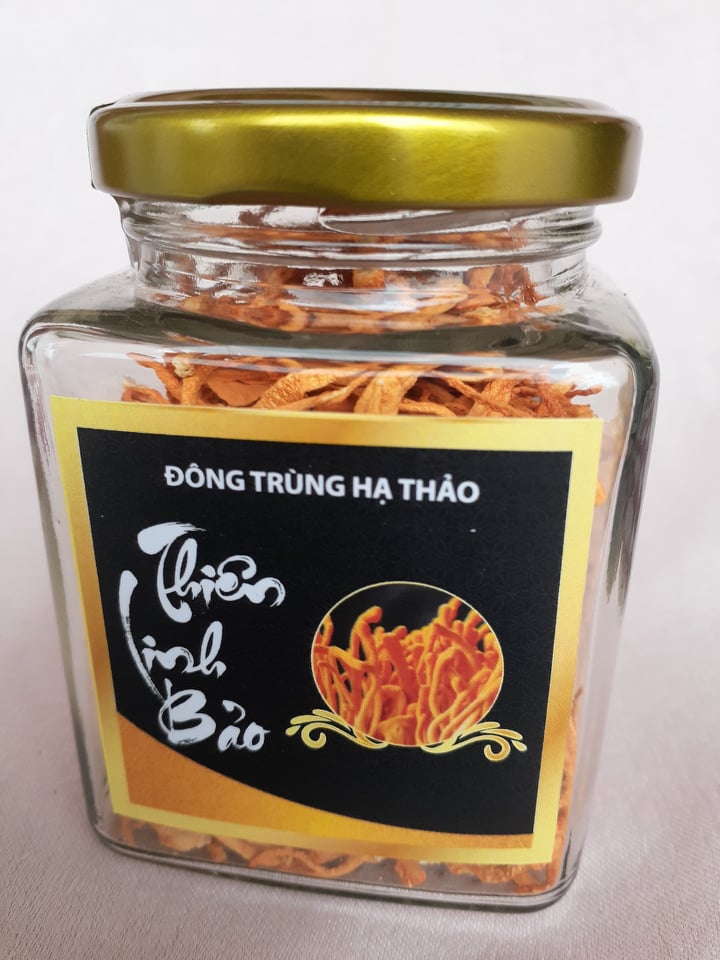 ĐÔNG TRÙNG HẠ THẢO
Thiên
Linh
Bảo